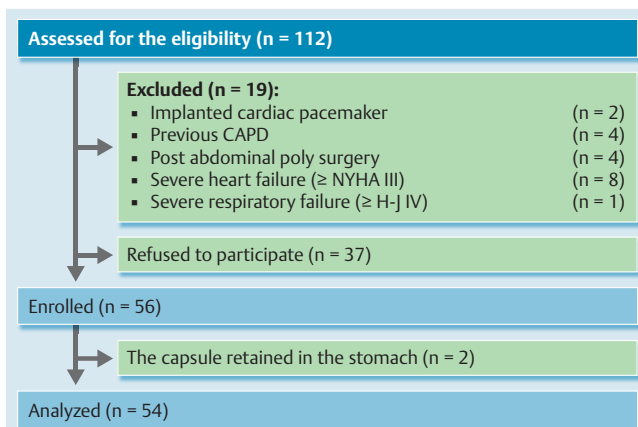 Assessed for the eligibility (n = 112)
Excluded (n = 19):
▪ Implanted cardiac pacemaker (n = 2)
▪ Previous CAPD (n = 4)
▪ Post abdominal poly surgery (n = 4)
▪ Severe heart failure (≥ NYHA III) (n = 8)
▪ Severe respiratory failure (≥ H-J IV) (n = 1)
Refused to participate (n = 37)
Enrolled (n = 56)
The capsule retained in the stomach (n = 2)
Analyzed (n = 54)